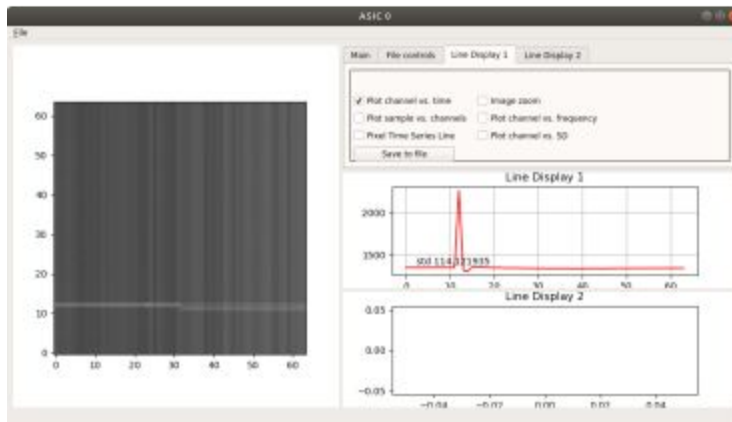 ASIC 0
File
Main File controls Line Display 1 Line Display 2
Plot channel vs. time Image zoom
Plot sample vs. channels Plot channel vs. frequency
Pixel Time Series Line Plot channel vs. SD
Save to file
Line Display 1
2000
1500
std 114.121935
0 10 20 30 40 50 60
Line Display 2
0.05
0.00
−0.05
−0.04 −0.02 0.00 0.02 0.04
60
50
40
30
20
10
0
0 10 20 30 40 50 60